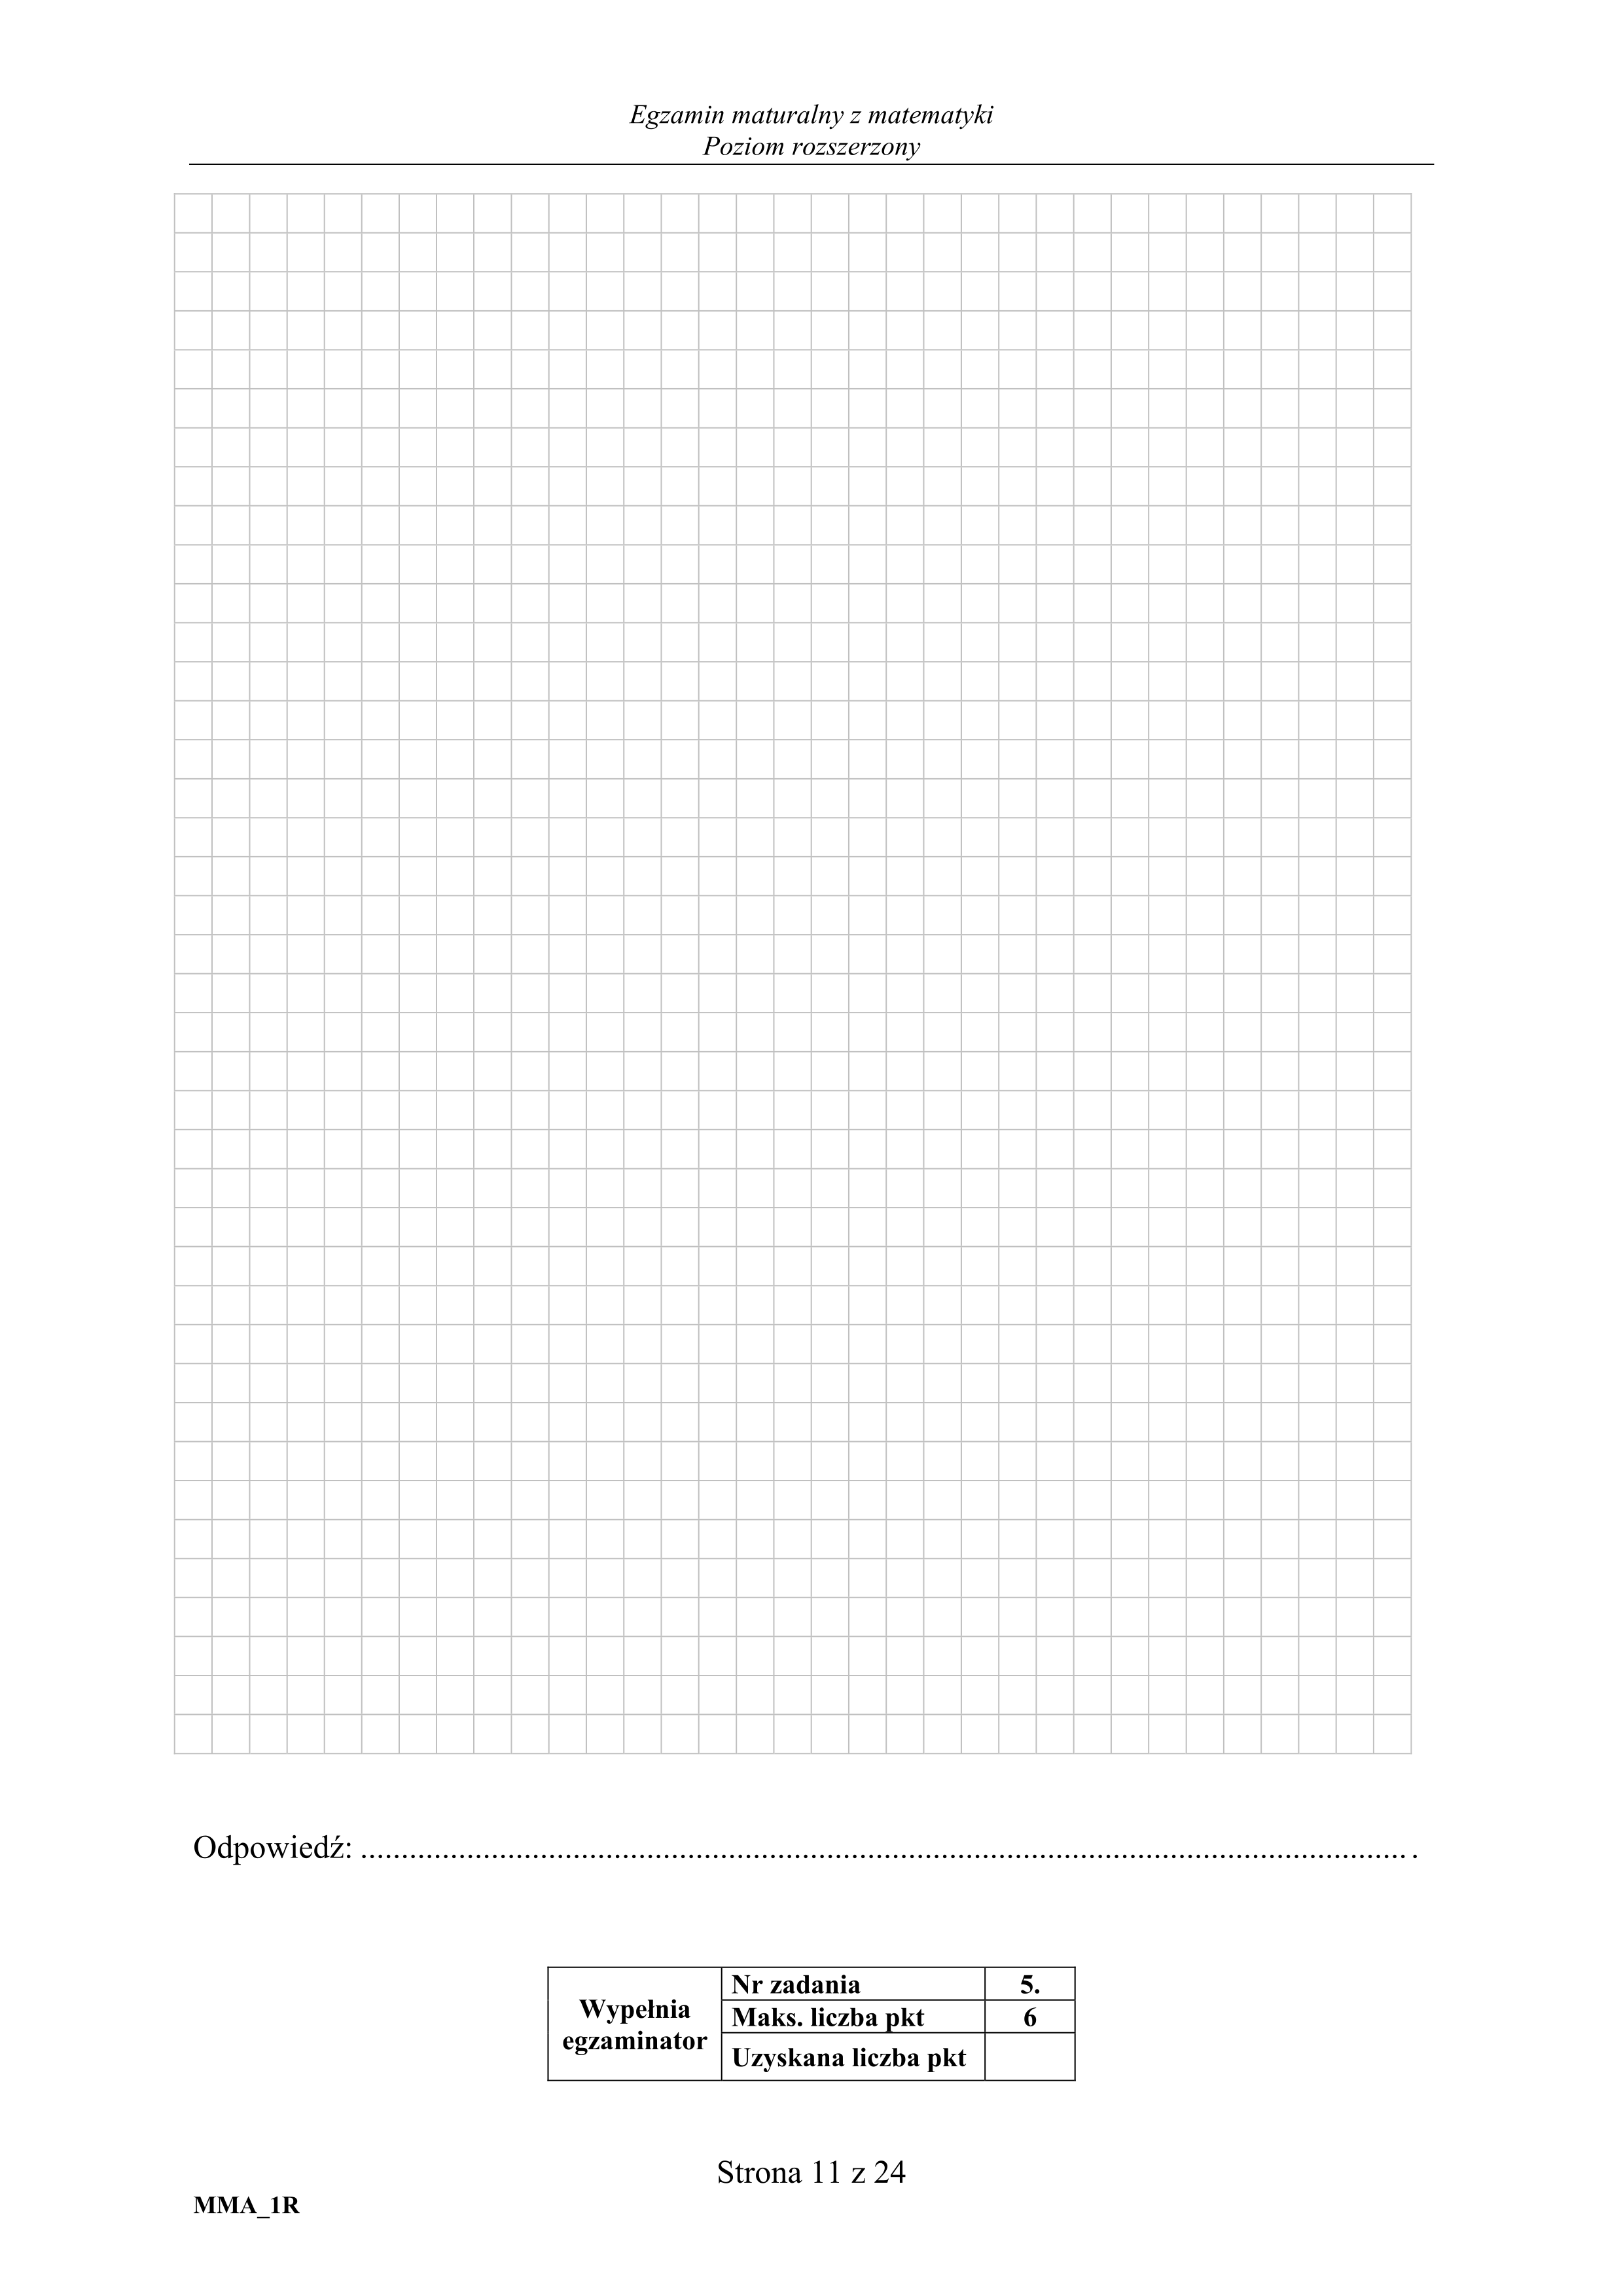 Egzamin maturalny z matematyki
Poziom rozszerzony
Odpowiedź: ................................................................................................................................ .
Wypełnia
egzaminator
Nr zadania 5.
Maks. liczba pkt 6
Uzyskana liczba pkt
Strona 11 z 24
MMA_1R